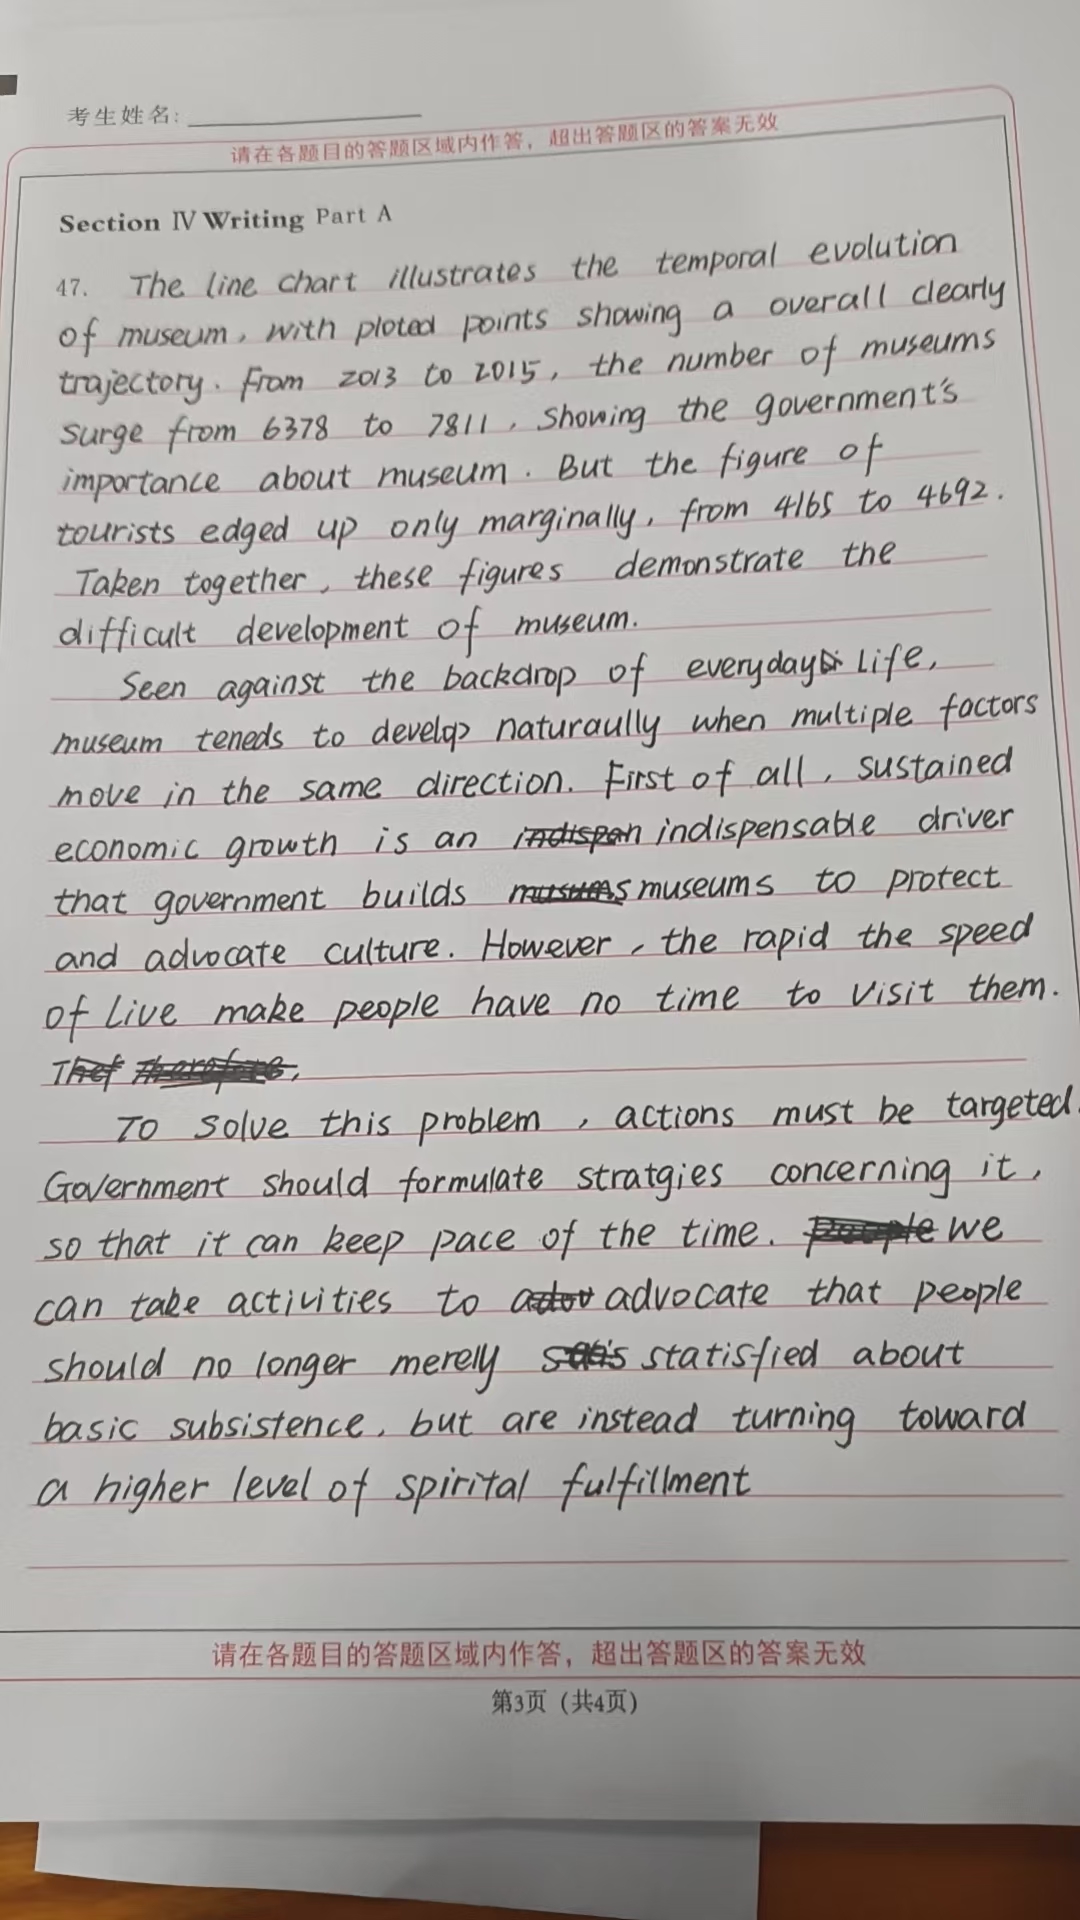 考生姓名:
请在各题目的答题区域内作答，超出答题区的答案无效
Section Ⅳ Writing Part A
47. The line chart illustrates the temporal evolution
of museum, with ploted points showing a overall clearly
trajectory. From 2013 to 2015, the number of museums
surge from 6378 to 7811, showing the government's
importance about museum. But the figure of
tourists edged up only marginally, from 4165 to 4692.
Taken together, these figures demonstrate the
difficult development of museum.
Seen against the backdrop of everyday life,
museum teneds to develop naturaully when multiple factors
move in the same direction. First of all, sustained
economic growth is an indispan indispensable driver
that government builds musums museums to protect
and advocate culture. However, the rapid the speed
of live make people have no time to visit them.
Thef Therefore,
To solve this problem, actions must be targeted.
Government should formulate stratgies concerning it,
so that it can keep pace of the time. People we
can take activities to adov advocate that people
should no longer merely satis statisfied about
basic subsistence, but are instead turning toward
a higher level of spirital fulfillment
请在各题目的答题区域内作答，超出答题区的答案无效
第3页（共4页）